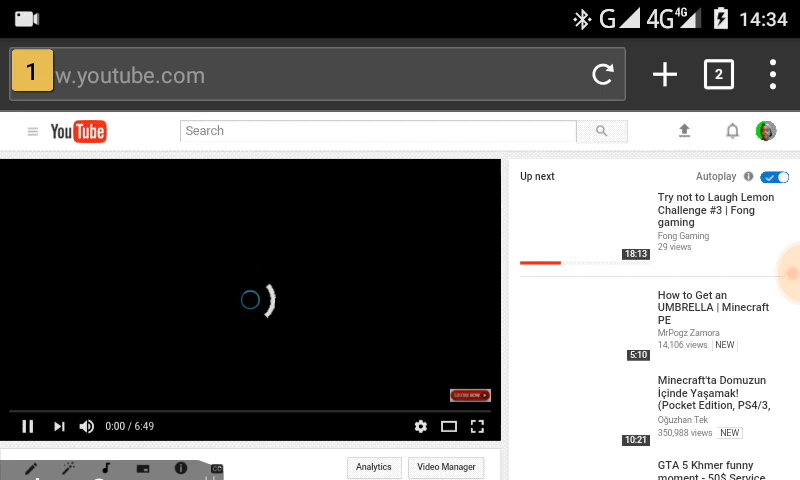 G 4G 4G 14:34
1 w.youtube.com 2
YouTube
Search
Up next
Autoplay
Try not to Laugh Lemon
Challenge #3 | Fong
gaming
Fong Gaming
29 views
18:13
How to Get an
UMBRELLA | Minecraft
PE
MrPogz Zamora
14,106 views NEW
5:10
Minecraft'ta Domuzun
İçinde Yaşamak!
(Pocket Edition, PS4/3,
Oğuzhan Tek
350,988 views NEW
10:21
GTA 5 Khmer funny
moment - 50$ Service
0:00 / 6:49
Analytics
Video Manager